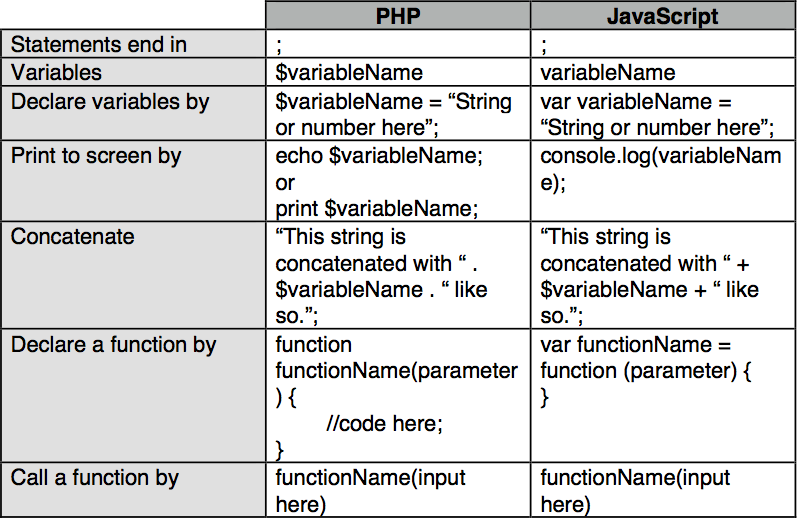 PHP JavaScript
Statements end in ; ;
Variables $variableName variableName
Declare variables by $variableName = “String var variableName =
or number here”; “String or number here”;
Print to screen by echo $variableName; console.log(variableNam
or e);
print $variableName;
Concatenate “This string is “This string is
concatenated with “ . concatenated with “ +
$variableName . “ like $variableName + “ like
so.”; so.”;
Declare a function by function var functionName =
functionName(parameter function (parameter) {
) { }
//code here;
}
Call a function by functionName(input functionName(input
here) here)